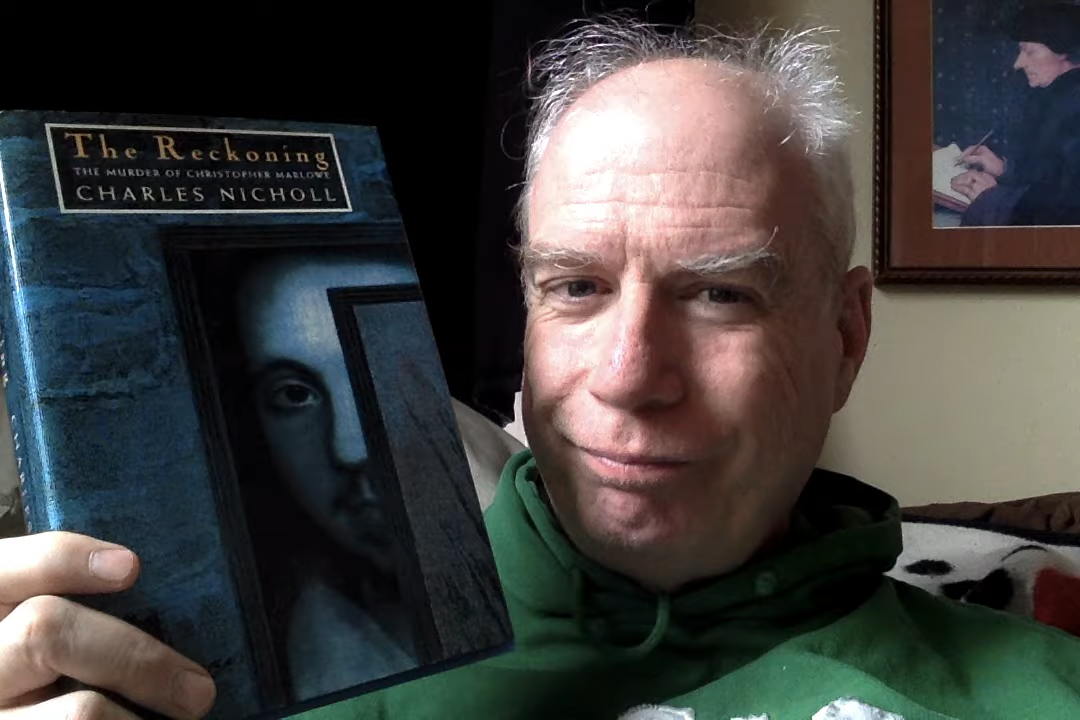 The Reckoning
THE MURDER OF CHRISTOPHER MARLOWE
CHARLES NICHOLL